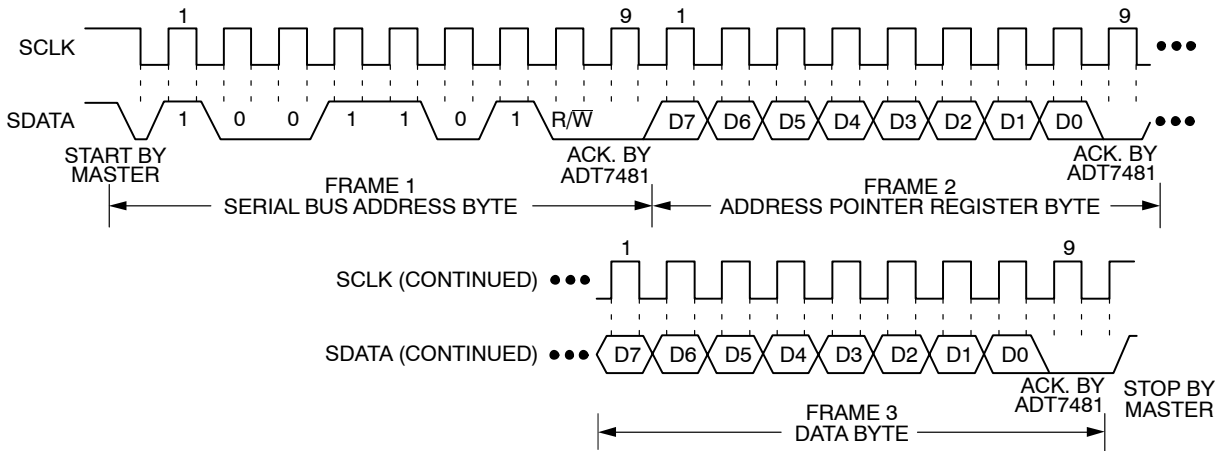 1 9 1 9
SCLK
SDATA
1 0 0 1 1 0 1 R/W̅ D7 D6 D5 D4 D3 D2 D1 D0
START BY
MASTER
ACK. BY
ADT7481
ACK. BY
ADT7481
FRAME 1
SERIAL BUS ADDRESS BYTE
FRAME 2
ADDRESS POINTER REGISTER BYTE
1 9
SCLK (CONTINUED)
SDATA (CONTINUED)
D7 D6 D5 D4 D3 D2 D1 D0
ACK. BY
ADT7481
STOP BY
MASTER
FRAME 3
DATA BYTE